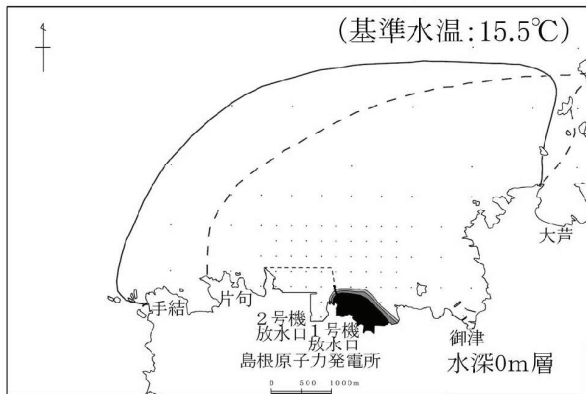 (基準水温:15.5℃)
大芦
手結
片句
2号機
放水口
1号機
放水口
御津
島根原子力発電所
水深0m層
0 500 1000m